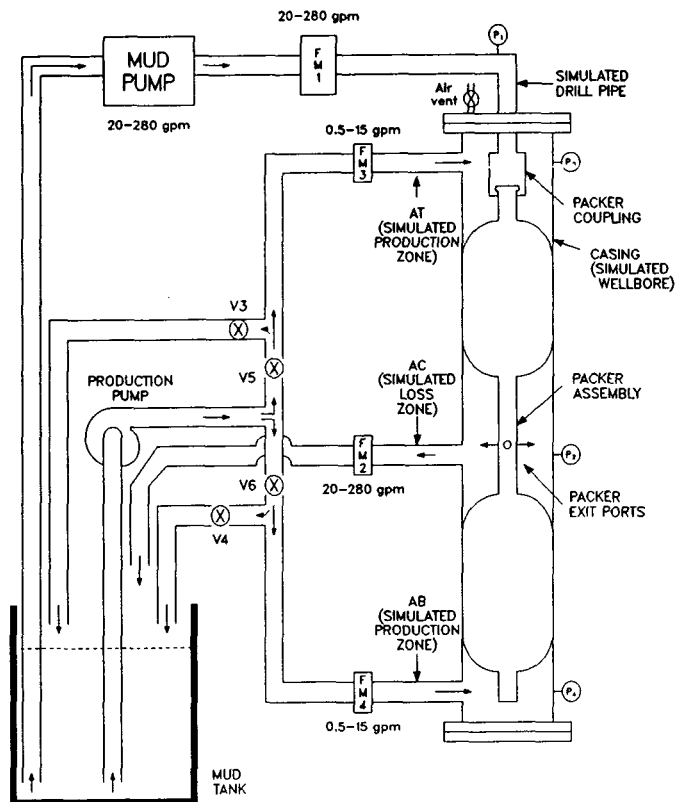 20-280 gpm
P₁
MUD
PUMP
F
M
1
SIMULATED
DRILL PIPE
Air
vent
20-280 gpm
0.5-15 gpm
F
M
3
PACKER
COUPLING
AT
(SIMULATED
PRODUCTION
ZONE)
CASING
(SIMULATED
WELLBORE)
V3
V5
AC
(SIMULATED
LOSS
ZONE)
PRODUCTION
PUMP
PACKER
ASSEMBLY
F
M
2
V6
20-280 gpm
PACKER
EXIT PORTS
V4
AB
(SIMULATED
PRODUCTION
ZONE)
F
M
4
0.5-15 gpm
MUD
TANK